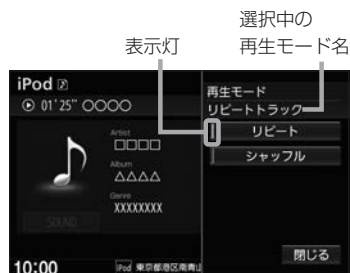 選択中の
表示灯 再生モード名
iPod
01'25" ○○○○
再生モード
リピートトラック
リピート
シャッフル
Artist
□□□□
Album
△△△△
Genre
XXXXXXXX
SOUND
閉じる
10:00
iPod 東京都港区南青山